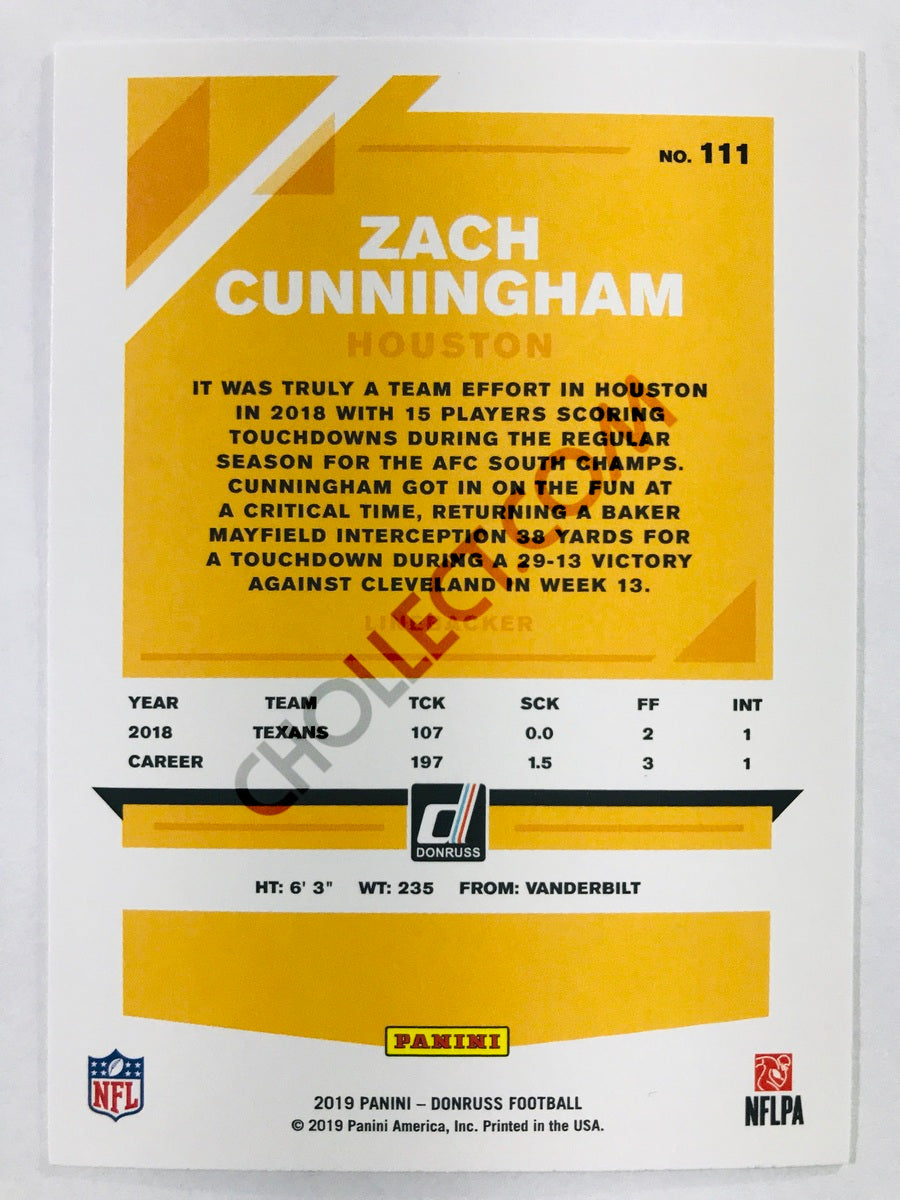 NO. 111
ZACH
CUNNINGHAM
HOUSTON
IT WAS TRULY A TEAM EFFORT IN HOUSTON
IN 2018 WITH 15 PLAYERS SCORING
TOUCHDOWNS DURING THE REGULAR
SEASON FOR THE AFC SOUTH CHAMPS.
CUNNINGHAM GOT IN ON THE FUN AT
A CRITICAL TIME, RETURNING A BAKER
MAYFIELD INTERCEPTION 38 YARDS FOR
A TOUCHDOWN DURING A 29-13 VICTORY
AGAINST CLEVELAND IN WEEK 13.
LINEBACKER
CHOLLECT.COM
YEAR TEAM TCK SCK FF INT
2018 TEXANS 107 0.0 2 1
CAREER 197 1.5 3 1
d
DONRUSS
HT: 6' 3" WT: 235 FROM: VANDERBILT
PANINI
NFL
NFLPA
2019 PANINI – DONRUSS FOOTBALL
© 2019 Panini America, Inc. Printed in the USA.